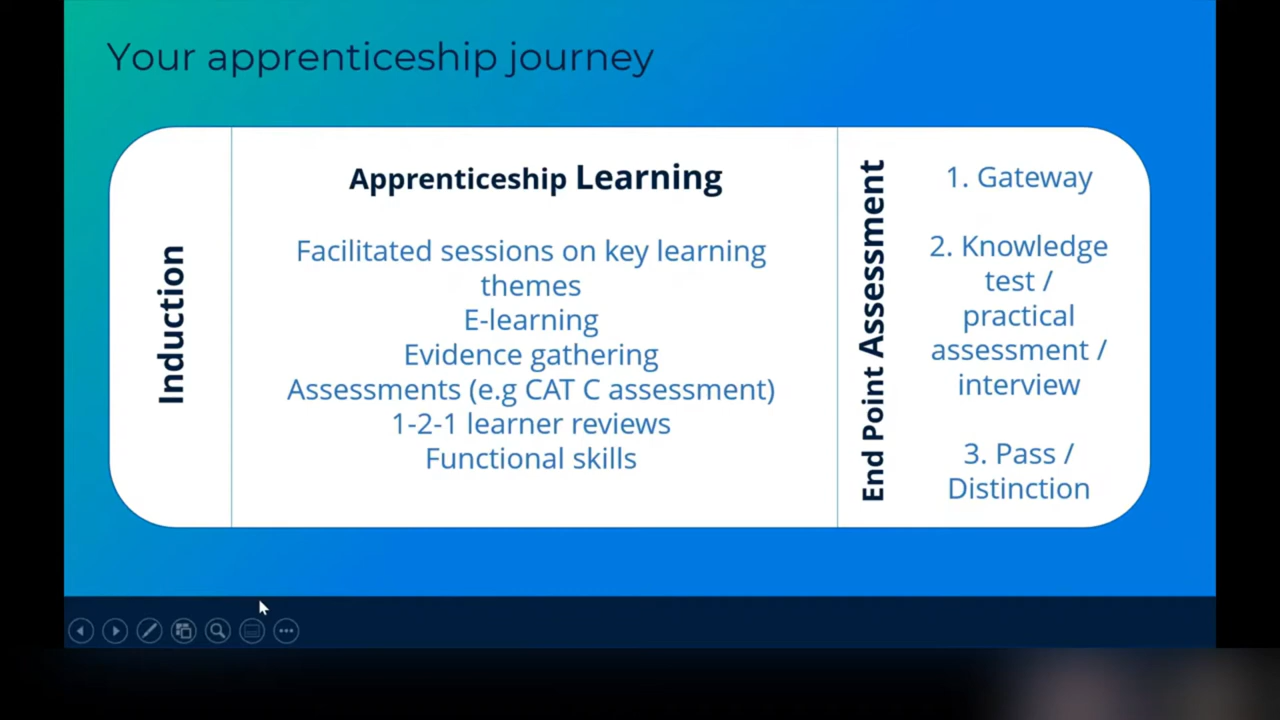 Your apprenticeship journey
Induction
Apprenticeship Learning
Facilitated sessions on key learning
themes
E-learning
Evidence gathering
Assessments (e.g CAT C assessment)
1-2-1 learner reviews
Functional skills
End Point Assessment
1. Gateway
2. Knowledge
test /
practical
assessment /
interview
3. Pass /
Distinction